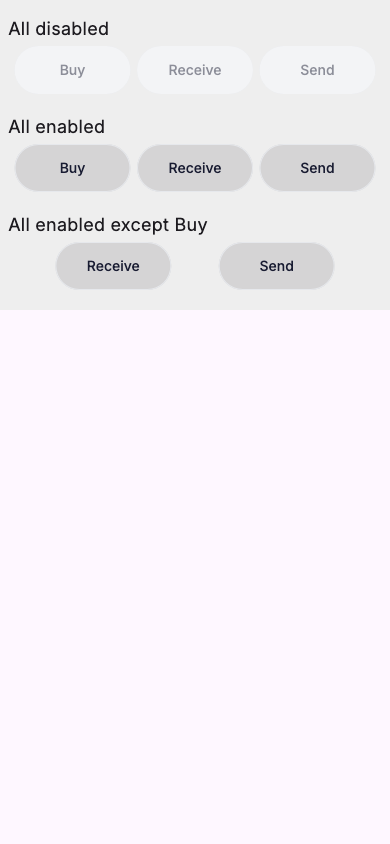 All disabled
Buy Receive Send
All enabled
Buy Receive Send
All enabled except Buy
Receive Send